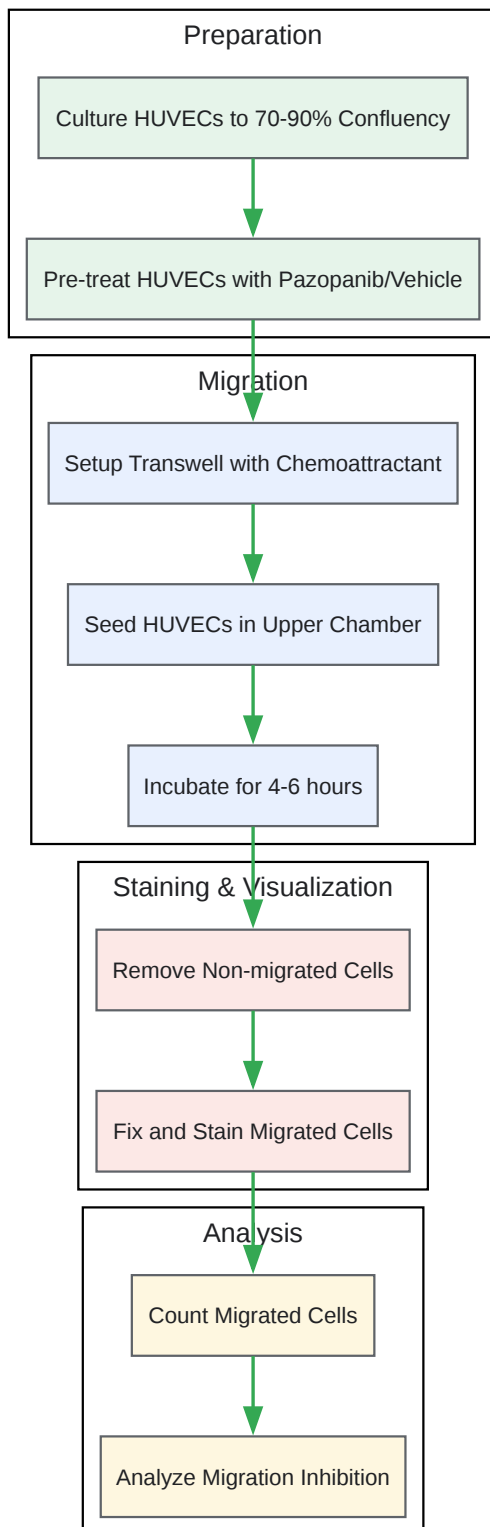 Preparation
Culture HUVECs to 70-90% Confluency
Pre-treat HUVECs with Pazopanib/Vehicle
Migration
Setup Transwell with Chemoattractant
Seed HUVECs in Upper Chamber
Incubate for 4-6 hours
Staining & Visualization
Remove Non-migrated Cells
Fix and Stain Migrated Cells
Analysis
Count Migrated Cells
Analyze Migration Inhibition